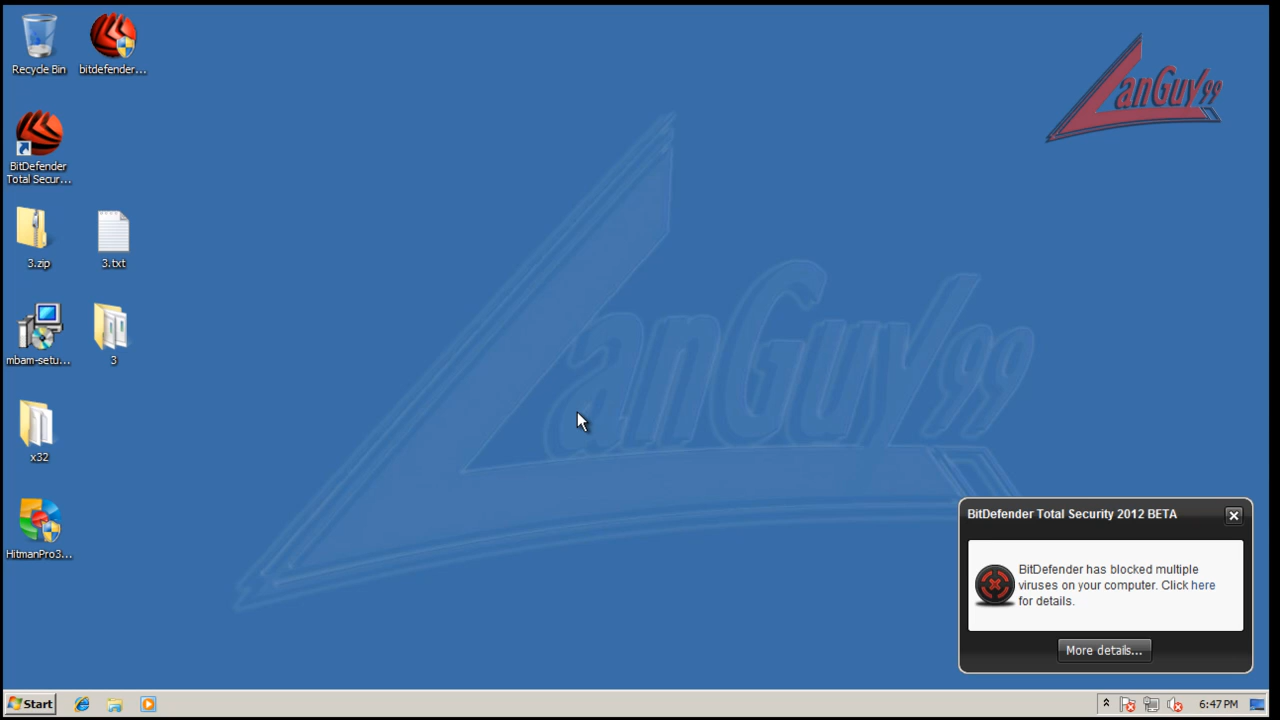 Recycle Bin
bitdefender...
LanGuy99
BitDefender
Total Secur...
3.zip
3.txt
mbam-setu...
3
LanGuy99
x32
HitmanPro3...
BitDefender Total Security 2012 BETA
BitDefender has blocked multiple
viruses on your computer. Click here
for details.
More details...
Start
6:47 PM